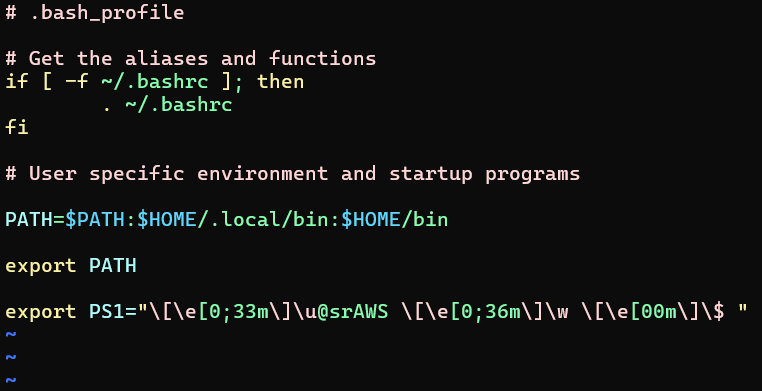 # .bash_profile
# Get the aliases and functions
if [ -f ~/.bashrc ]; then
        . ~/.bashrc
fi
# User specific environment and startup programs
PATH=$PATH:$HOME/.local/bin:$HOME/bin
export PATH
export PS1="\[\e[0;33m\]\u@srAWS \[\e[0;36m\]\w \[\e[00m\]\$ "
~
~
~